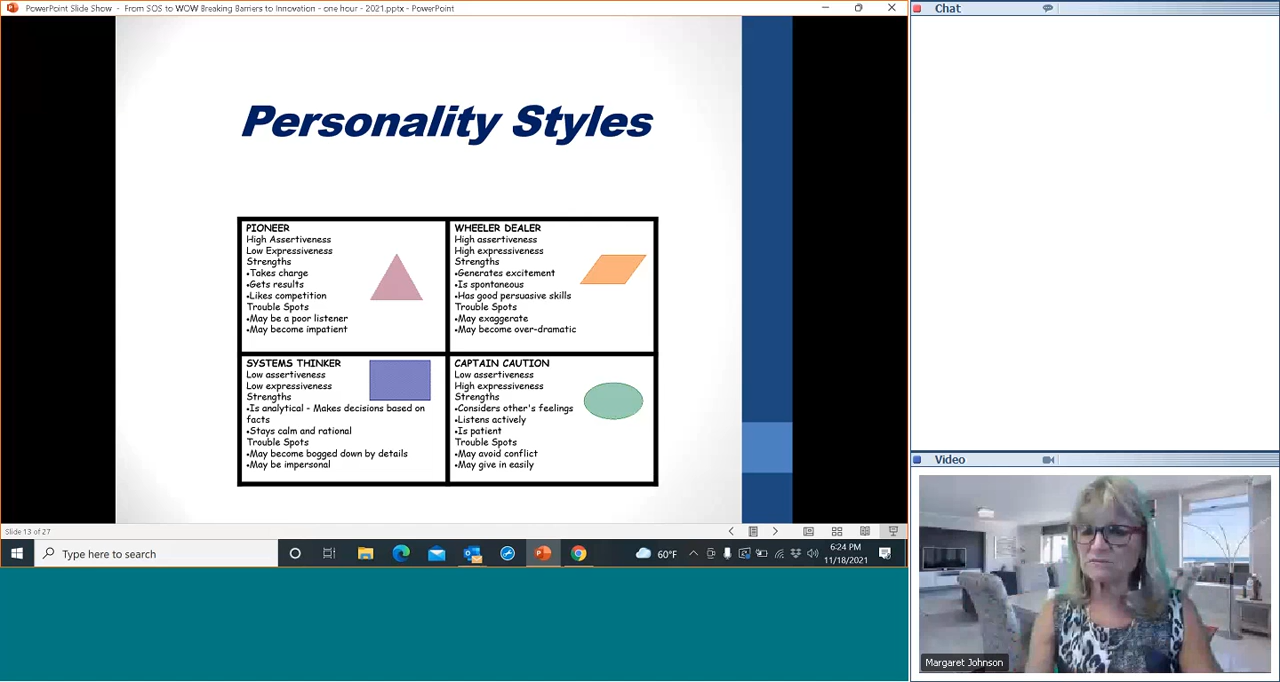 PowerPoint Slide Show - From SOS to WOW Breaking Barriers to Innovation - one hour - 2021.pptx - PowerPoint
Chat
Personality Styles
PIONEER
High Assertiveness
Low Expressiveness
Strengths
•Takes charge
•Gets results
•Likes competition
Trouble Spots
•May be a poor listener
•May become impatient
WHEELER DEALER
High assertiveness
High expressiveness
Strengths
•Generates excitement
•Is spontaneous
•Has good persuasive skills
Trouble Spots
•May exaggerate
•May become over-dramatic
SYSTEMS THINKER
Low assertiveness
Low expressiveness
Strengths
•Is analytical - Makes decisions based on
facts
•Stays calm and rational
Trouble Spots
•May become bogged down by details
•May be impersonal
CAPTAIN CAUTION
Low assertiveness
High expressiveness
Strengths
•Considers other's feelings
•Listens actively
•Is patient
Trouble Spots
•May avoid conflict
•May give in easily
Slide 13 of 27
Type here to search
60°F
6:24 PM
11/18/2021
Video
Margaret Johnson